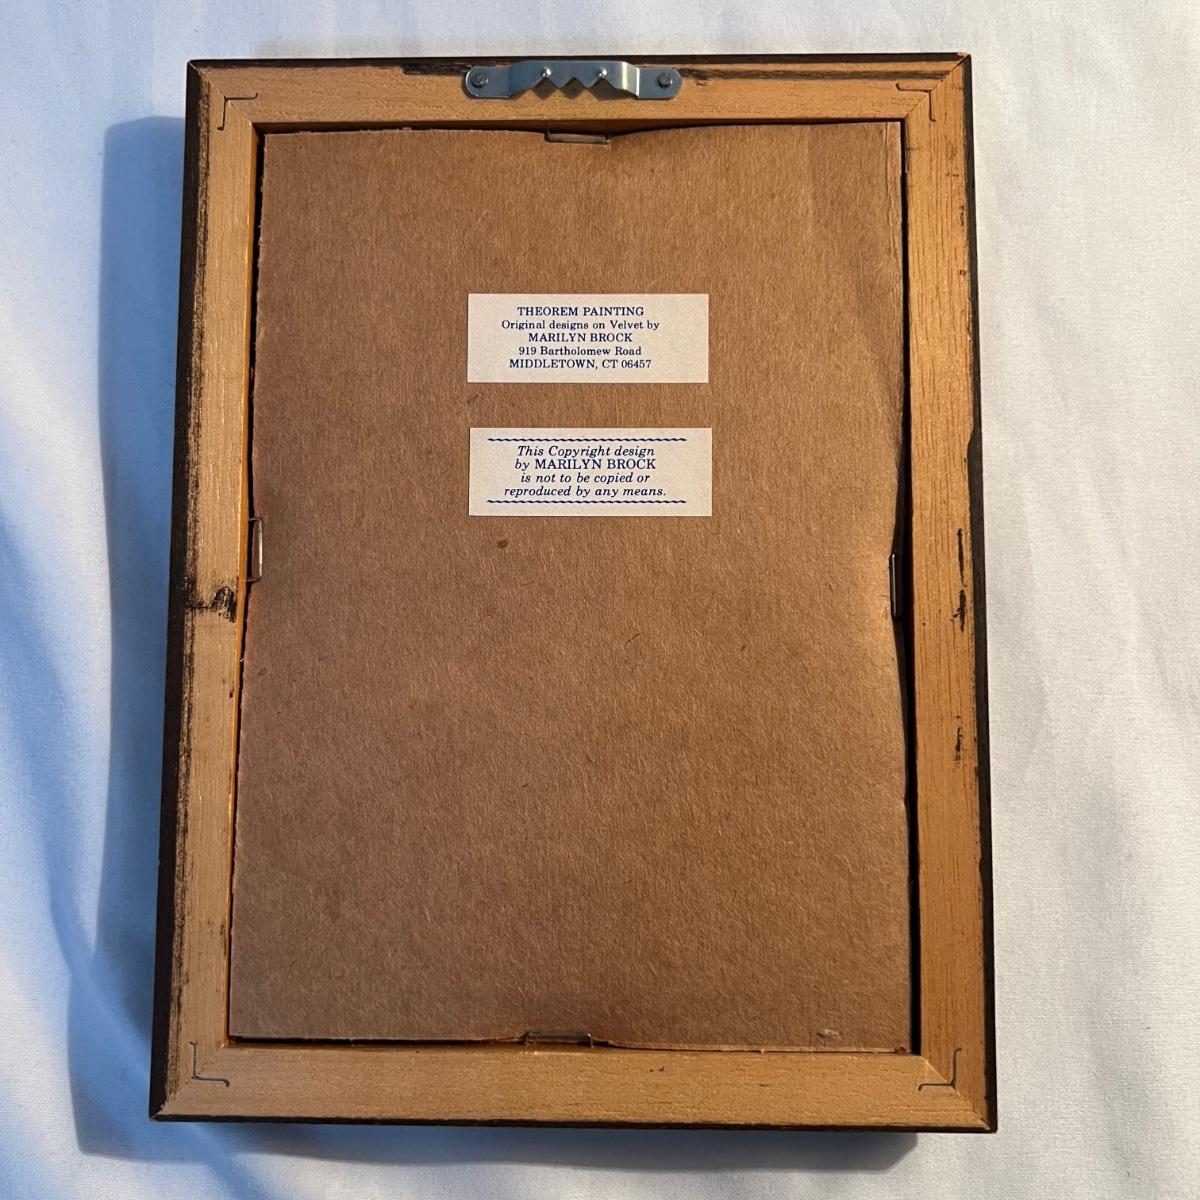 THEOREM PAINTING
Original designs on Velvet by
MARILYN BROCK
919 Bartholomew Road
MIDDLETOWN, CT 06457
This Copyright design
by MARILYN BROCK
is not to be copied or
reproduced by any means.